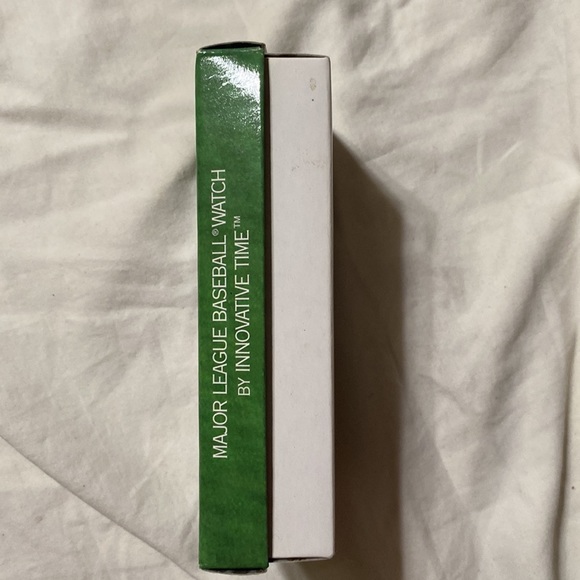 MAJOR LEAGUE BASEBALL® WATCH
BY INNOVATIVE TIME™